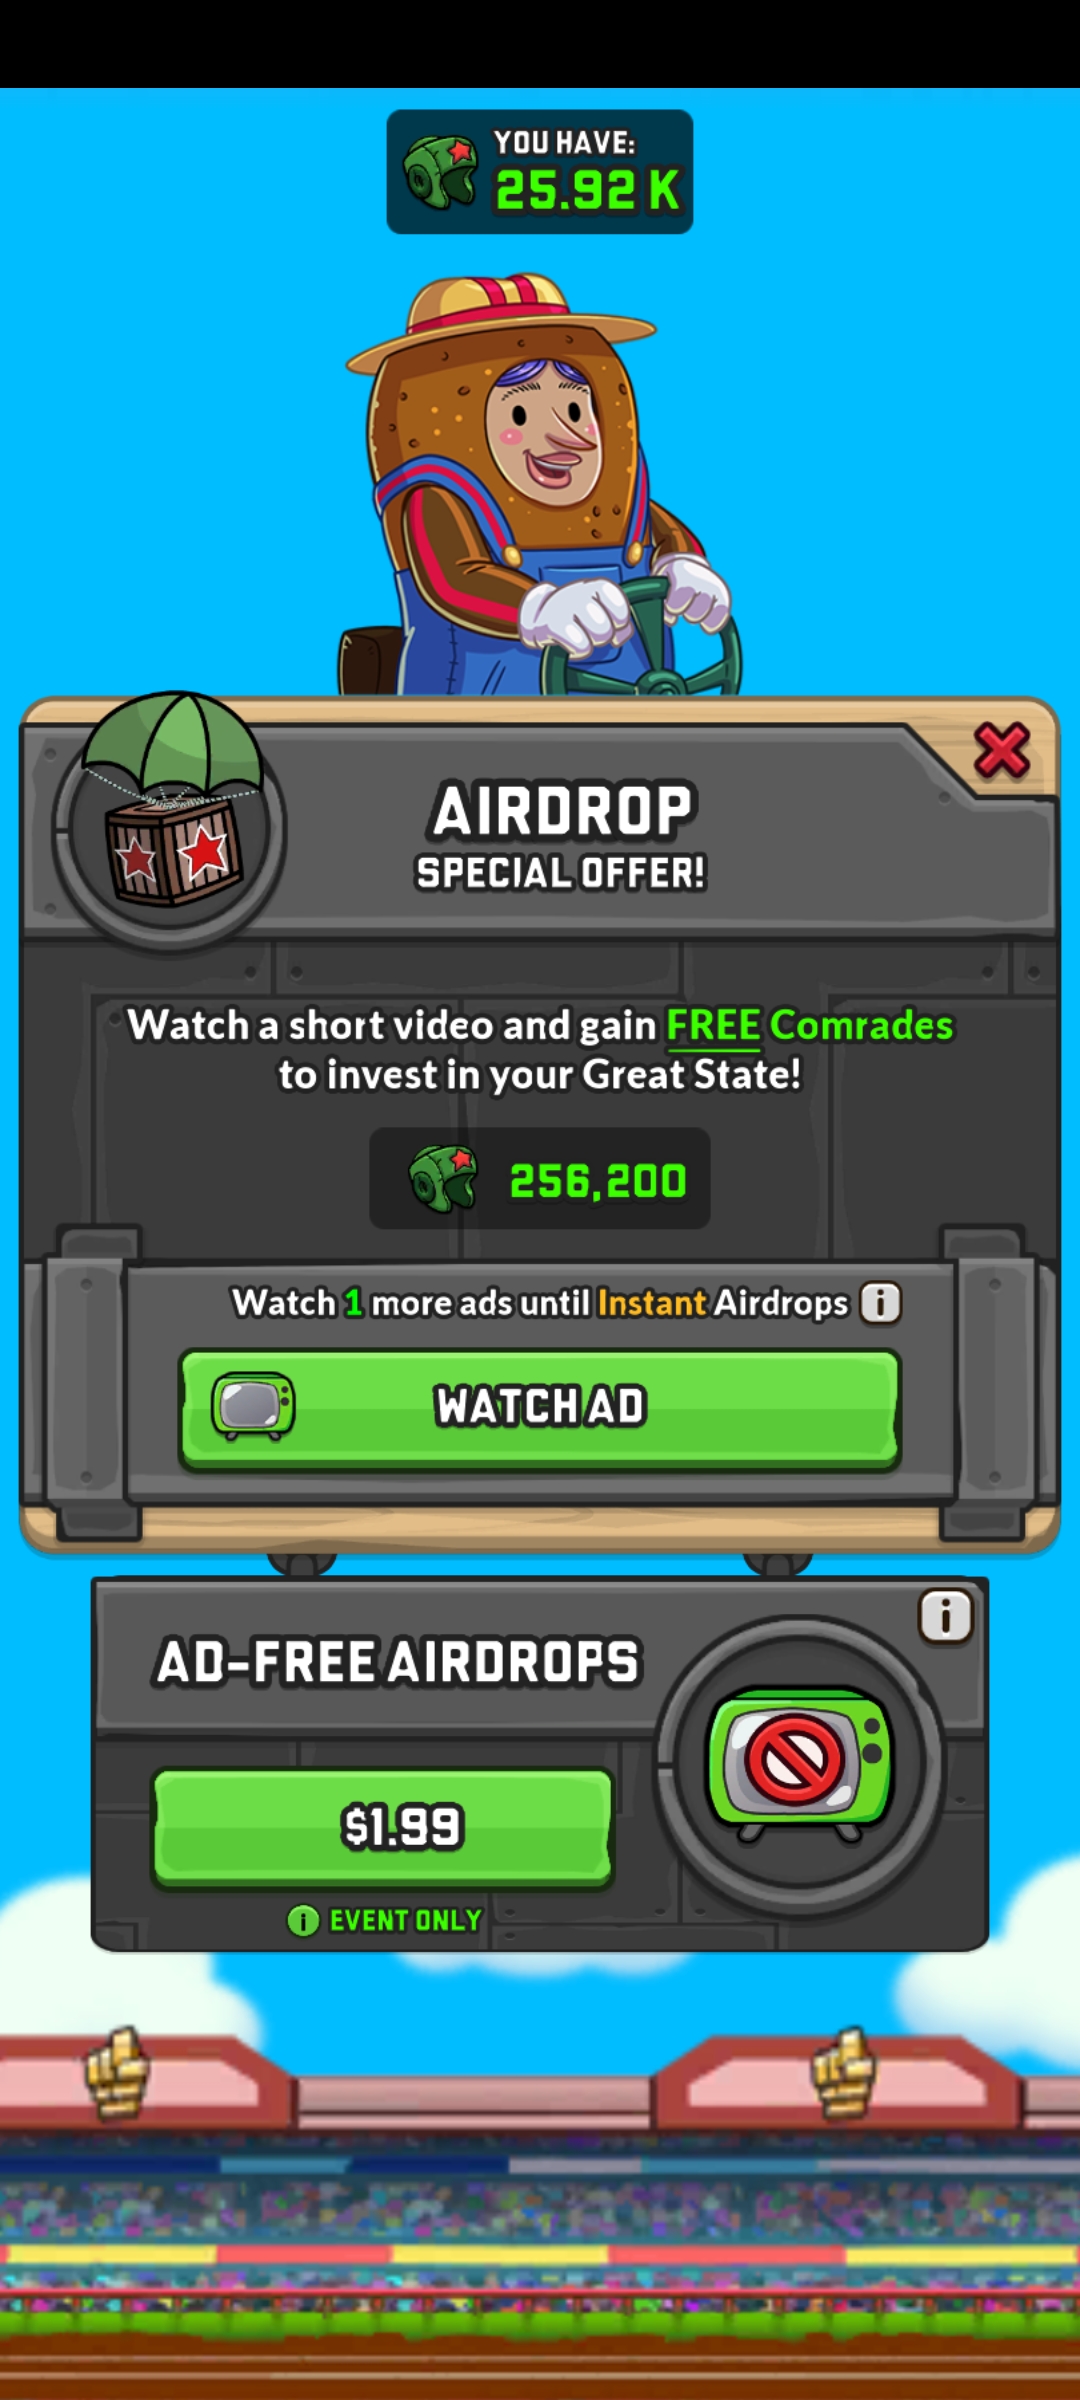 YOU HAVE:
25.92 K
AIRDROP
SPECIAL OFFER!
Watch a short video and gain FREE Comrades
to invest in your Great State!
256,200
Watch 1 more ads until Instant Airdrops i
WATCH AD
i
AD-FREE AIRDROPS
$1.99
i EVENT ONLY